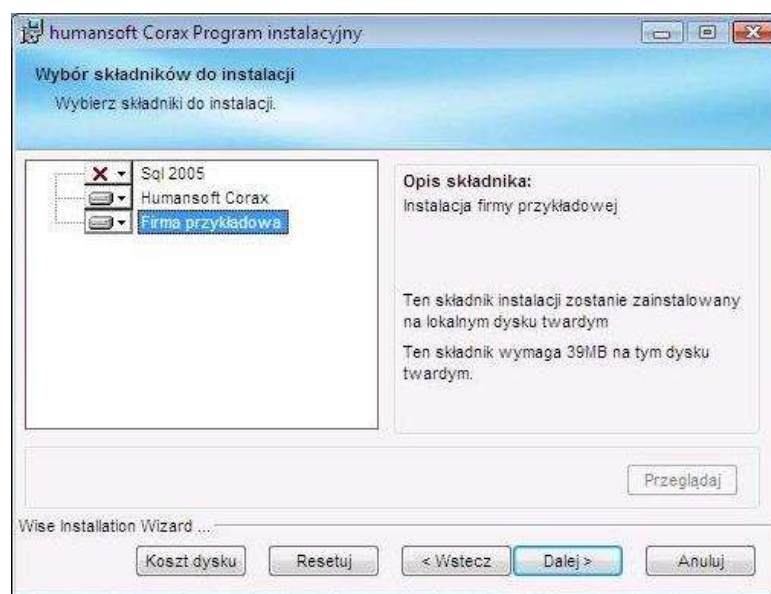 humansoft Corax Program instalacyjny
Wybór składników do instalacji
Wybierz składniki do instalacji.
Sql 2005
Humansoft Corax
Firma przykładowa
Opis składnika:
Instalacja firmy przykładowej
Ten składnik instalacji zostanie zainstalowany
na lokalnym dysku twardym
Ten składnik wymaga 39MB na tym dysku
twardym.
Przeglądaj
Wise Installation Wizard ...
Koszt dysku
Resetuj
< Wstecz
Dalej >
Anuluj